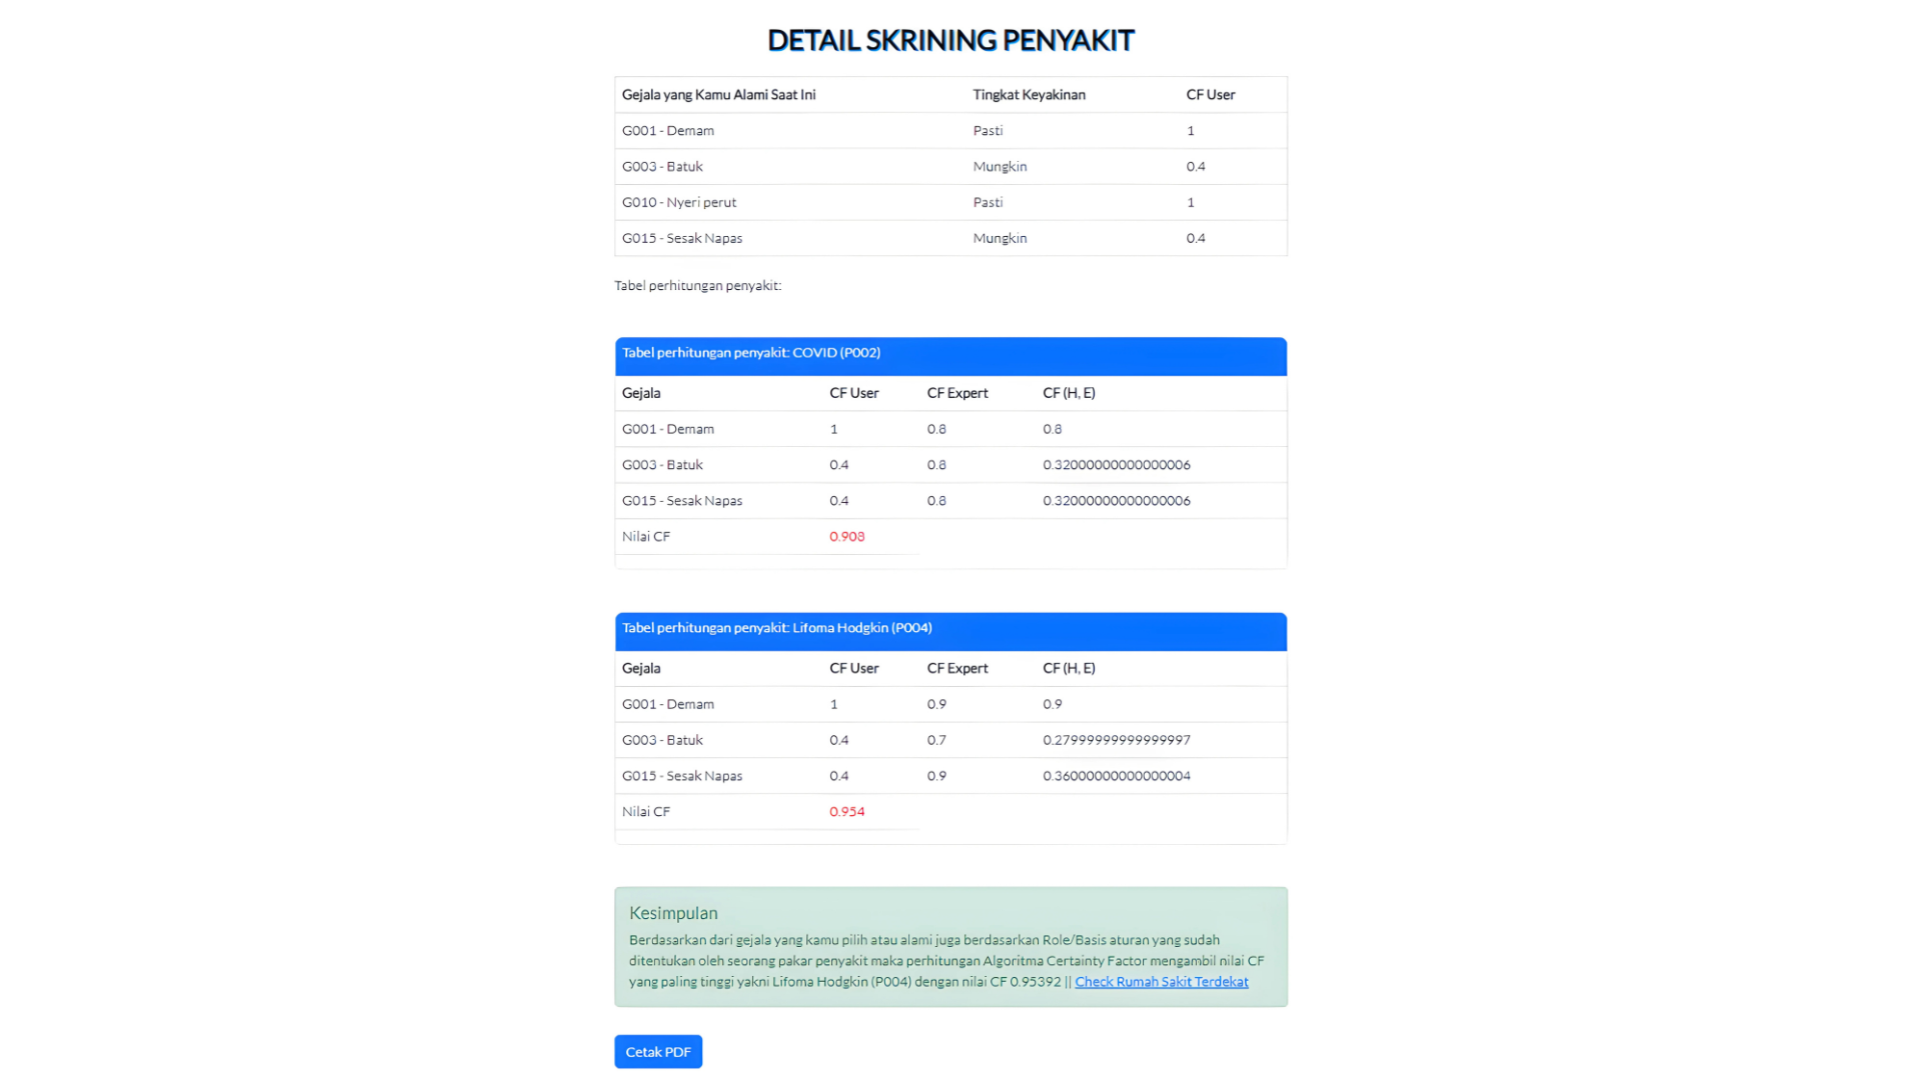 DETAIL SKRINING PENYAKIT
Gejala yang Kamu Alami Saat Ini Tingkat Keyakinan CF User
G001 - Demam Pasti 1
G003 - Batuk Mungkin 0.4
G010 - Nyeri perut Pasti 1
G015 - Sesak Napas Mungkin 0.4
Tabel perhitungan penyakit:
Tabel perhitungan penyakit: COVID (P002)
Gejala CF User CF Expert CF (H, E)
G001 - Demam 1 0.8 0.8
G003 - Batuk 0.4 0.8 0.32000000000000006
G015 - Sesak Napas 0.4 0.8 0.32000000000000006
Nilai CF 0.908
Tabel perhitungan penyakit: Lifoma Hodgkin (P004)
Gejala CF User CF Expert CF (H, E)
G001 - Demam 1 0.9 0.9
G003 - Batuk 0.4 0.7 0.27999999999999997
G015 - Sesak Napas 0.4 0.9 0.36000000000000004
Nilai CF 0.954
Kesimpulan
Berdasarkan dari gejala yang kamu pilih atau alami juga berdasarkan Role/Basis aturan yang sudah
ditentukan oleh seorang pakar penyakit maka perhitungan Algoritma Certainty Factor mengambil nilai CF
yang paling tinggi yakni Lifoma Hodgkin (P004) dengan nilai CF 0.95392 || Check Rumah Sakit Terdekat
Cetak PDF